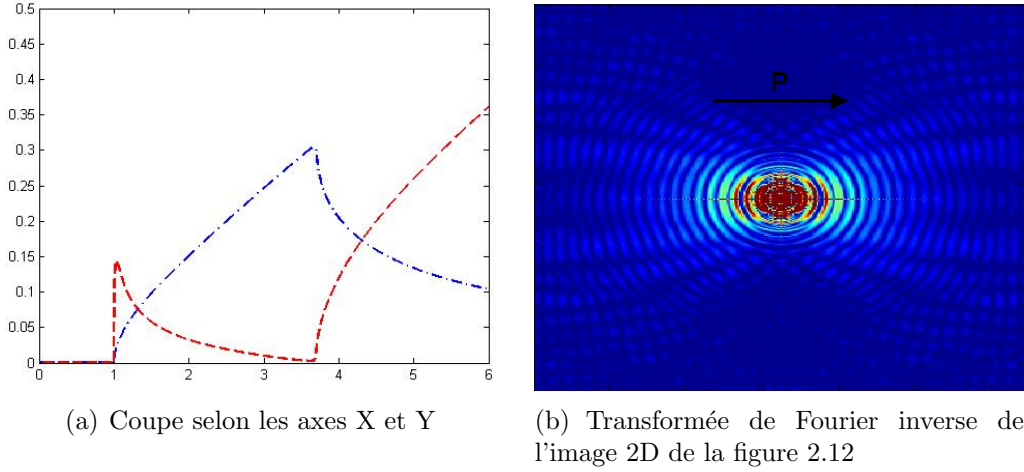 0.5
0.45
0.4
0.35
0.3
0.25
0.2
0.15
0.1
0.05
0
0 1 2 3 4 5 6
P
(a) Coupe selon les axes X et Y
(b) Transformée de Fourier inverse de
l'image 2D de la figure 2.12